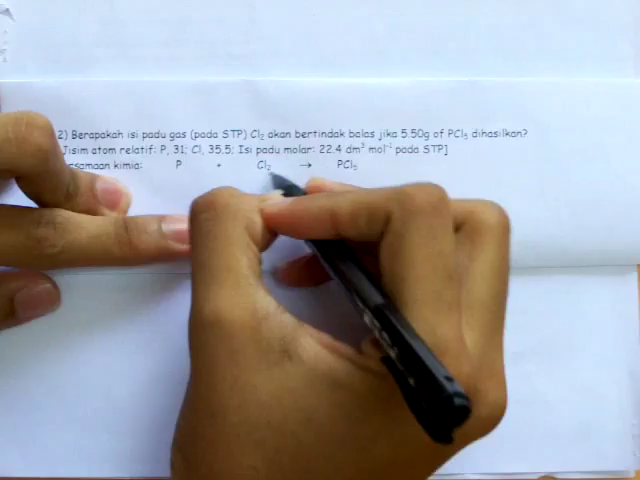 2) Berapakah isi padu gas (pada STP) Cl₂ akan bertindak balas jika 5.50g of PCl₅ dihasilkan?
Jisim atom relatif: P, 31; Cl, 35.5; Isi padu molar: 22.4 dm³ mol⁻¹ pada STP]
kimia: P + Cl₂ → PCl₅